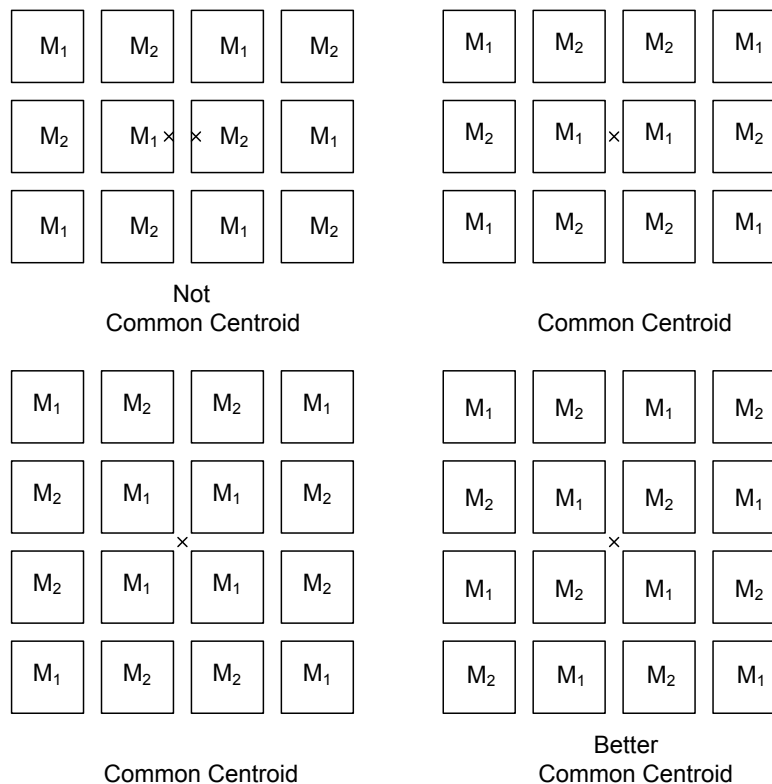 M₁ M₂ M₁ M₂
M₂ M₁ × × M₂ M₁
M₁ M₂ M₁ M₂
Not
Common Centroid
M₁ M₂ M₂ M₁
M₂ M₁ × M₁ M₂
M₁ M₂ M₂ M₁
Common Centroid
M₁ M₂ M₂ M₁
M₂ M₁ M₁ M₂
×
M₂ M₁ M₁ M₂
M₁ M₂ M₂ M₁
Common Centroid
M₁ M₂ M₁ M₂
M₂ M₁ M₂ M₁
×
M₁ M₂ M₁ M₂
M₂ M₁ M₂ M₁
Better
Common Centroid